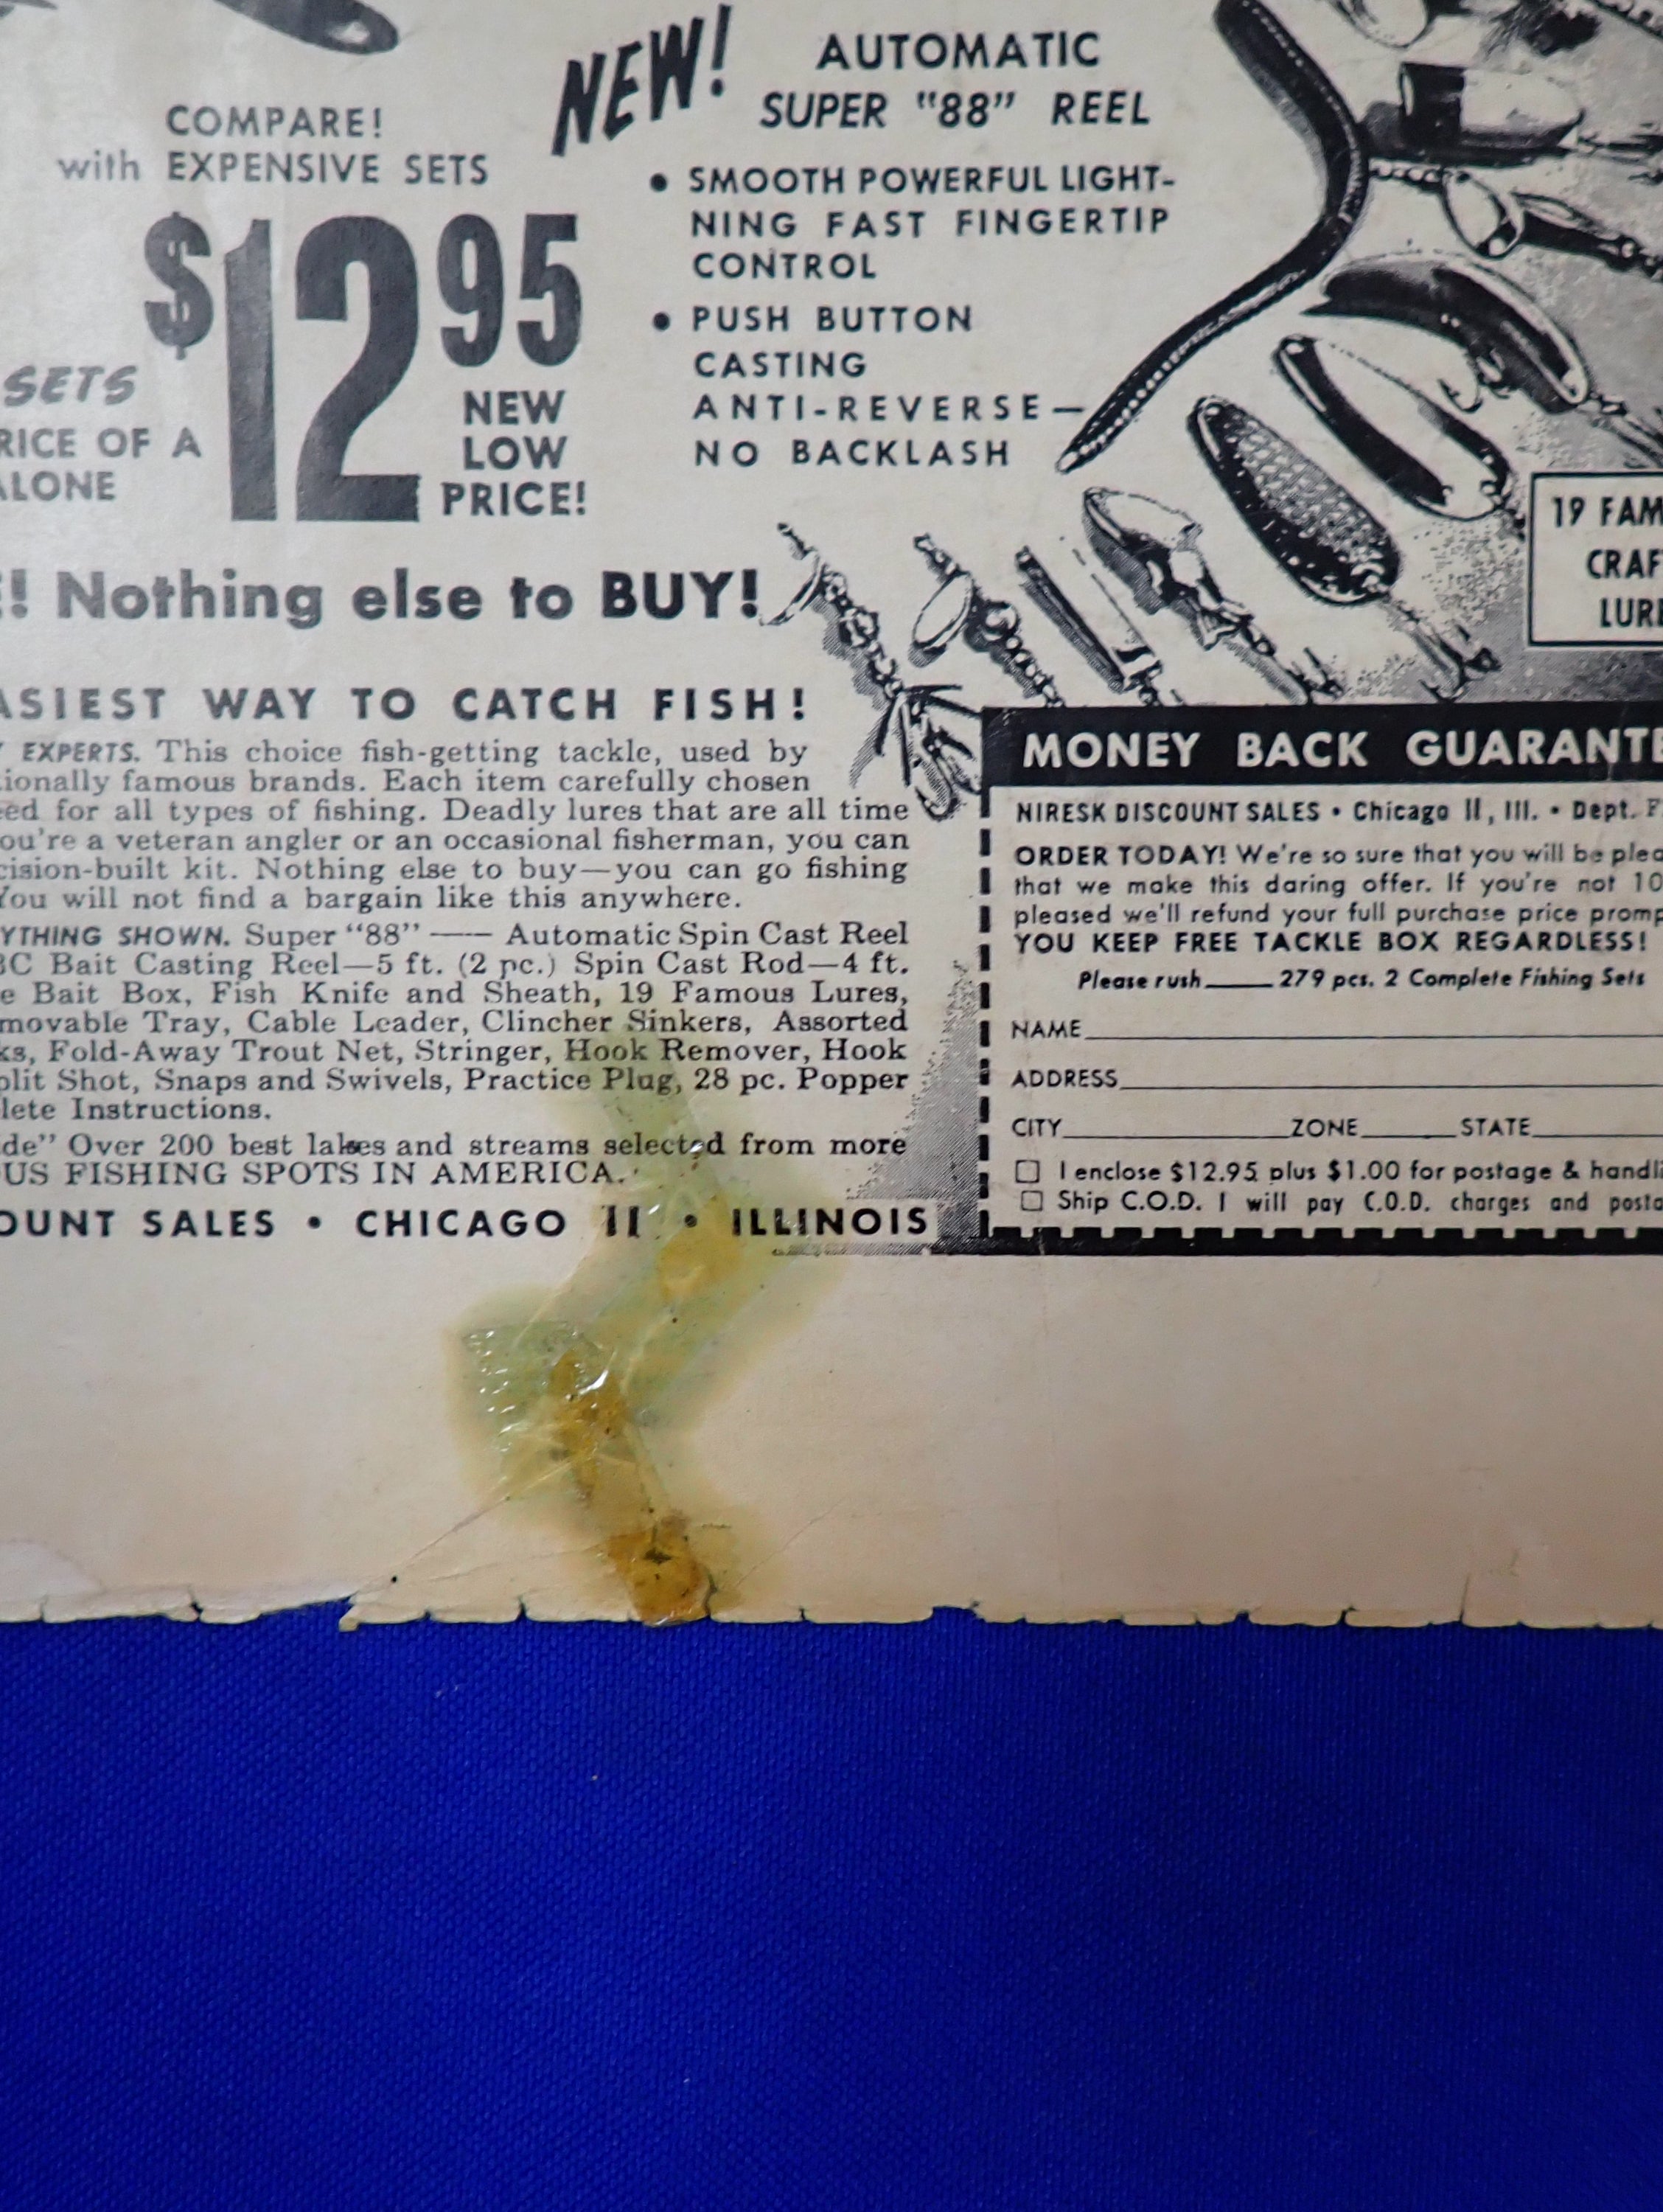 NEW!
AUTOMATIC
SUPER "88" REEL
• SMOOTH POWERFUL LIGHT-
NING FAST FINGERTIP
CONTROL
• PUSH BUTTON
CASTING
ANTI-REVERSE—
NO BACKLASH
COMPARE!
with EXPENSIVE SETS
$12 95
NEW
LOW
PRICE!
SETS
RICE OF A
ALONE
19 FAM
CRAF
LURE
E! Nothing else to BUY!
ASIEST WAY TO CATCH FISH!
Y EXPERTS. This choice fish-getting tackle, used by
tionally famous brands. Each item carefully chosen
ed for all types of fishing. Deadly lures that are all time
ou're a veteran angler or an occasional fisherman, you can
cision-built kit. Nothing else to buy—you can go fishing
You will not find a bargain like this anywhere.
YTHING SHOWN. Super "88" —— Automatic Spin Cast Reel
BC Bait Casting Reel—5 ft. (2 pc.) Spin Cast Rod—4 ft.
e Bait Box, Fish Knife and Sheath, 19 Famous Lures,
movable Tray, Cable Leader, Clincher Sinkers, Assorted
ks, Fold-Away Trout Net, Stringer, Hook Remover, Hook
plit Shot, Snaps and Swivels, Practice Plug, 28 pc. Popper
lete Instructions.
de" Over 200 best lakes and streams selected from more
OUS FISHING SPOTS IN AMERICA.
OUNT SALES • CHICAGO 11 • ILLINOIS
MONEY BACK GUARANTE
NIRESK DISCOUNT SALES • Chicago 11, Ill. • Dept. F
ORDER TODAY! We're so sure that you will be plea
that we make this daring offer. If you're not 10
pleased we'll refund your full purchase price promp
YOU KEEP FREE TACKLE BOX REGARDLESS!
Please rush____ 279 pcs. 2 Complete Fishing Sets
NAME
ADDRESS
CITY ZONE STATE
☐ I enclose $12.95 plus $1.00 for postage & handli
☐ Ship C.O.D. I will pay C.O.D. charges and posta